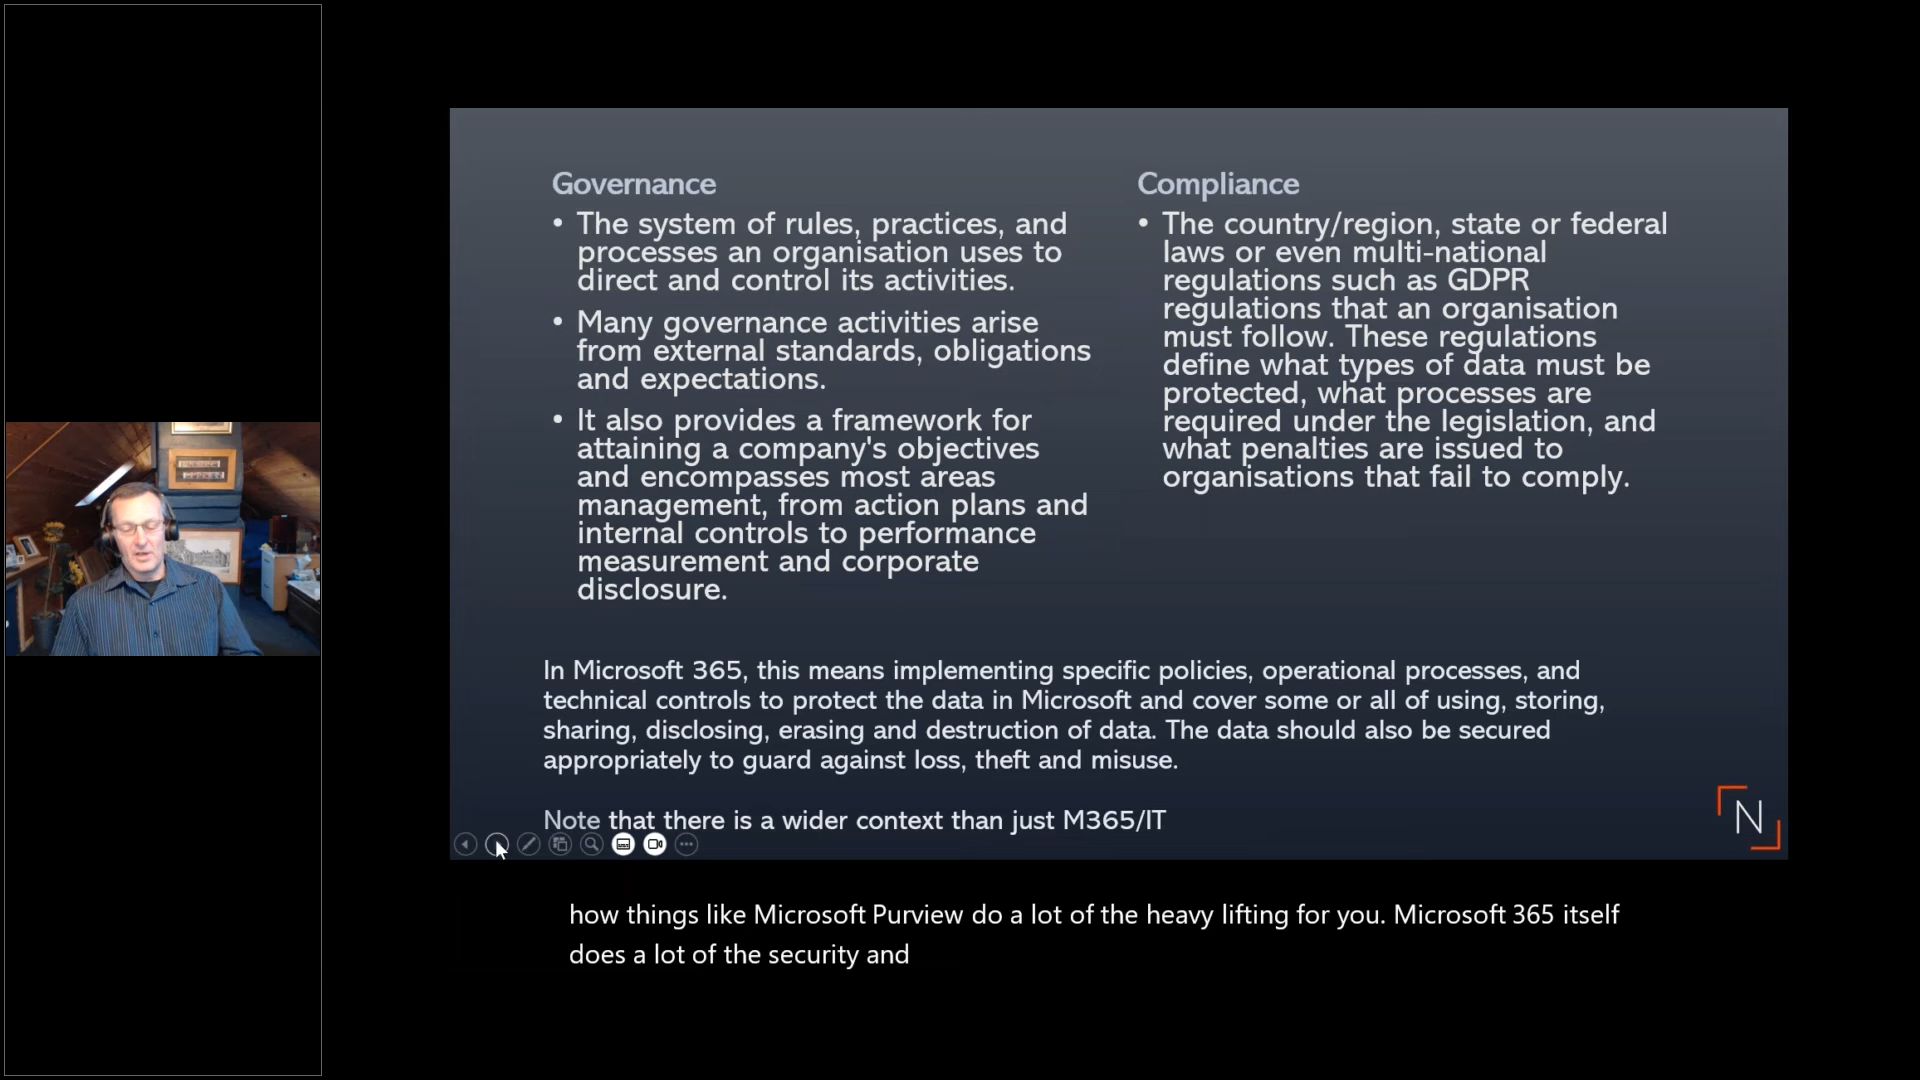 Governance
• The system of rules, practices, and
processes an organisation uses to
direct and control its activities.
• Many governance activities arise
from external standards, obligations
and expectations.
• It also provides a framework for
attaining a company's objectives
and encompasses most areas
management, from action plans and
internal controls to performance
measurement and corporate
disclosure.
Compliance
• The country/region, state or federal
laws or even multi-national
regulations such as GDPR
regulations that an organisation
must follow. These regulations
define what types of data must be
protected, what processes are
required under the legislation, and
what penalties are issued to
organisations that fail to comply.
In Microsoft 365, this means implementing specific policies, operational processes, and
technical controls to protect the data in Microsoft and cover some or all of using, storing,
sharing, disclosing, erasing and destruction of data. The data should also be secured
appropriately to guard against loss, theft and misuse.
Note that there is a wider context than just M365/IT
N
how things like Microsoft Purview do a lot of the heavy lifting for you. Microsoft 365 itself
does a lot of the security and